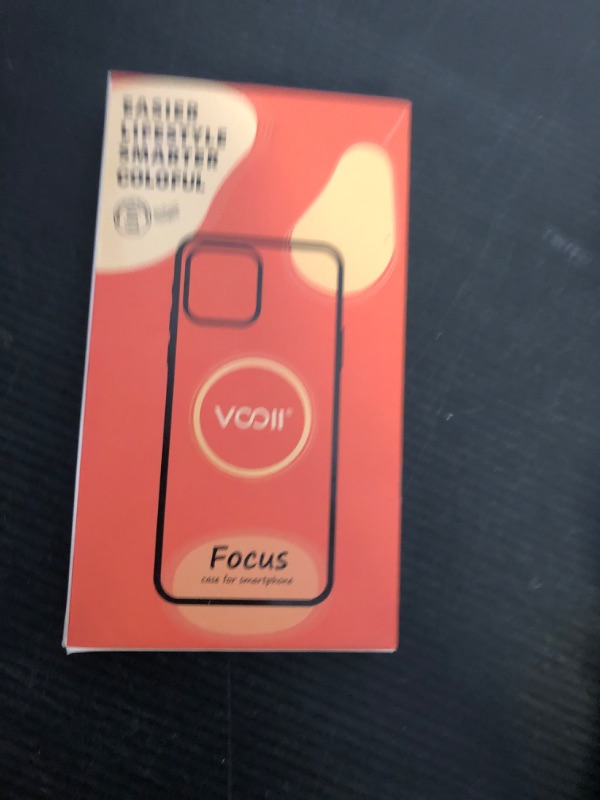 EASIER
LIFESTYLE
SMARTER
COLOFUL
VOOII®
Focus
case for smartphone